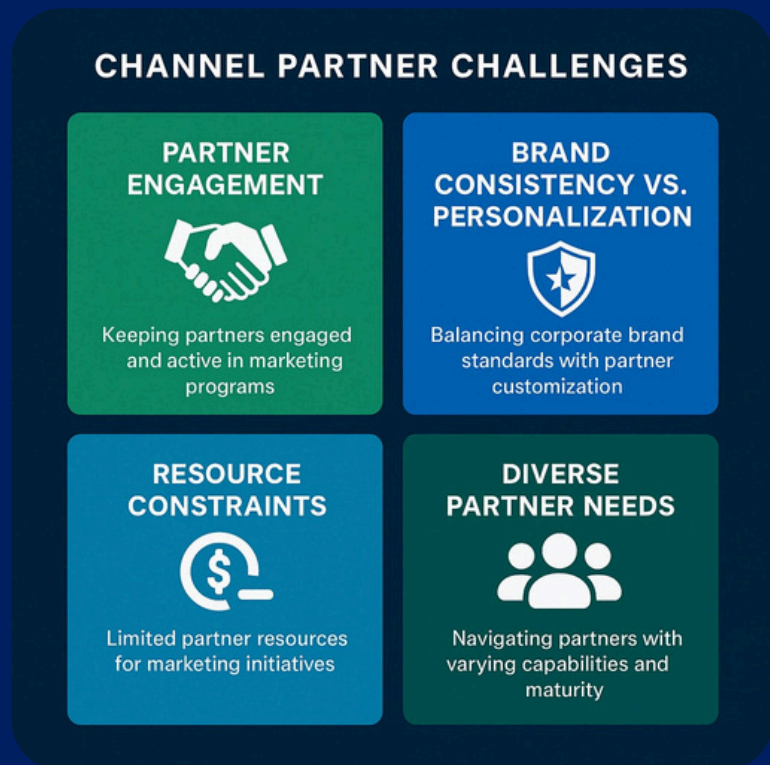 CHANNEL PARTNER CHALLENGES
PARTNER
ENGAGEMENT
Keeping partners engaged
and active in marketing
programs
BRAND
CONSISTENCY VS.
PERSONALIZATION
Balancing corporate brand
standards with partner
customization
RESOURCE
CONSTRAINTS
$
Limited partner resources
for marketing initiatives
DIVERSE
PARTNER NEEDS
Navigating partners with
varying capabilities and
maturity